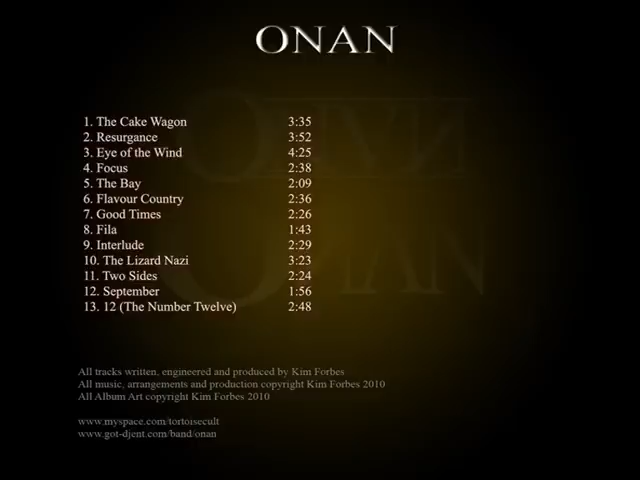 ONAN
1. The Cake Wagon 3:35
2. Resurgance 3:52
3. Eye of the Wind 4:25
4. Focus 2:38
5. The Bay 2:09
6. Flavour Country 2:36
7. Good Times 2:26
8. Fila 1:43
9. Interlude 2:29
10. The Lizard Nazi 3:23
11. Two Sides 2:24
12. September 1:56
13. 12 (The Number Twelve) 2:48
All tracks written, engineered and produced by Kim Forbes
All music, arrangements and production copyright Kim Forbes 2010
All Album Art copyright Kim Forbes 2010
www.myspace.com/tortoisecult
www.got-djent.com/band/onan